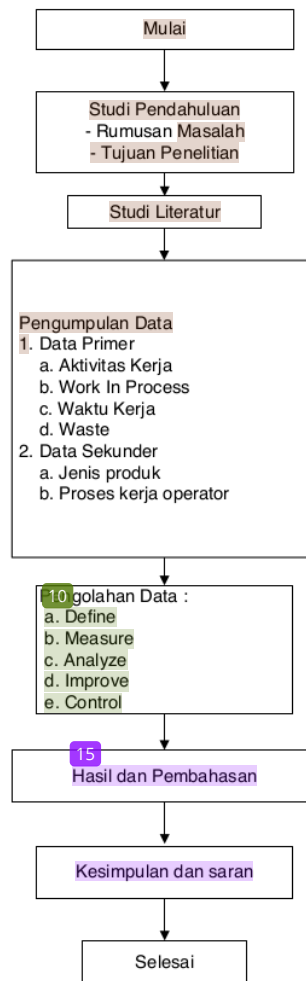 Mulai
Studi Pendahuluan
- Rumusan Masalah
- Tujuan Penelitian
Studi Literatur
Pengumpulan Data
1. Data Primer
a. Aktivitas Kerja
b. Work In Process
c. Waktu Kerja
d. Waste
2. Data Sekunder
a. Jenis produk
b. Proses kerja operator
10
golahan Data :
a. Define
b. Measure
c. Analyze
d. Improve
e. Control
15
Hasil dan Pembahasan
Kesimpulan dan saran
Selesai